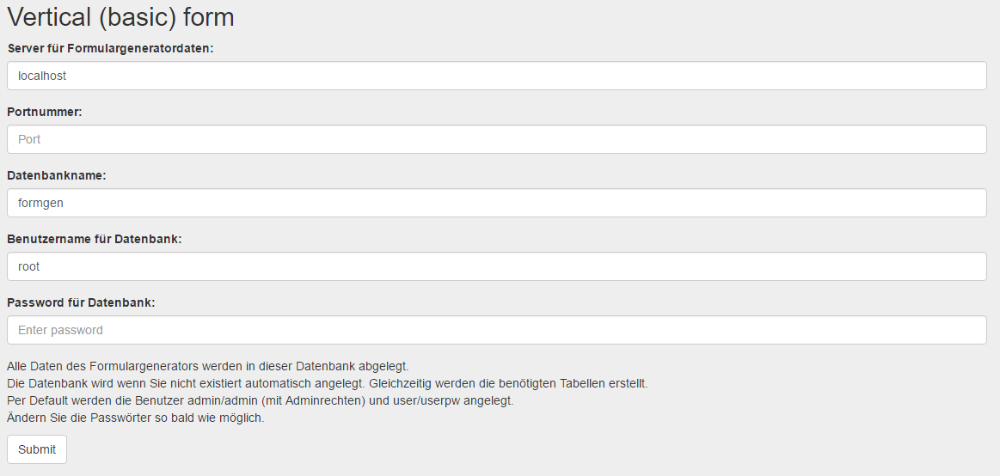 Vertical (basic) form
Server für Formulargeneratordaten:
localhost
Portnummer:
Port
Datenbankname:
formgen
Benutzername für Datenbank:
root
Password für Datenbank:
Enter password
Alle Daten des Formulargenerators werden in dieser Datenbank abgelegt.
Die Datenbank wird wenn Sie nicht existiert automatisch angelegt. Gleichzeitig werden die benötigten Tabellen erstellt.
Per Default werden die Benutzer admin/admin (mit Adminrechten) und user/userpw angelegt.
Ändern Sie die Passwörter so bald wie möglich.
Submit